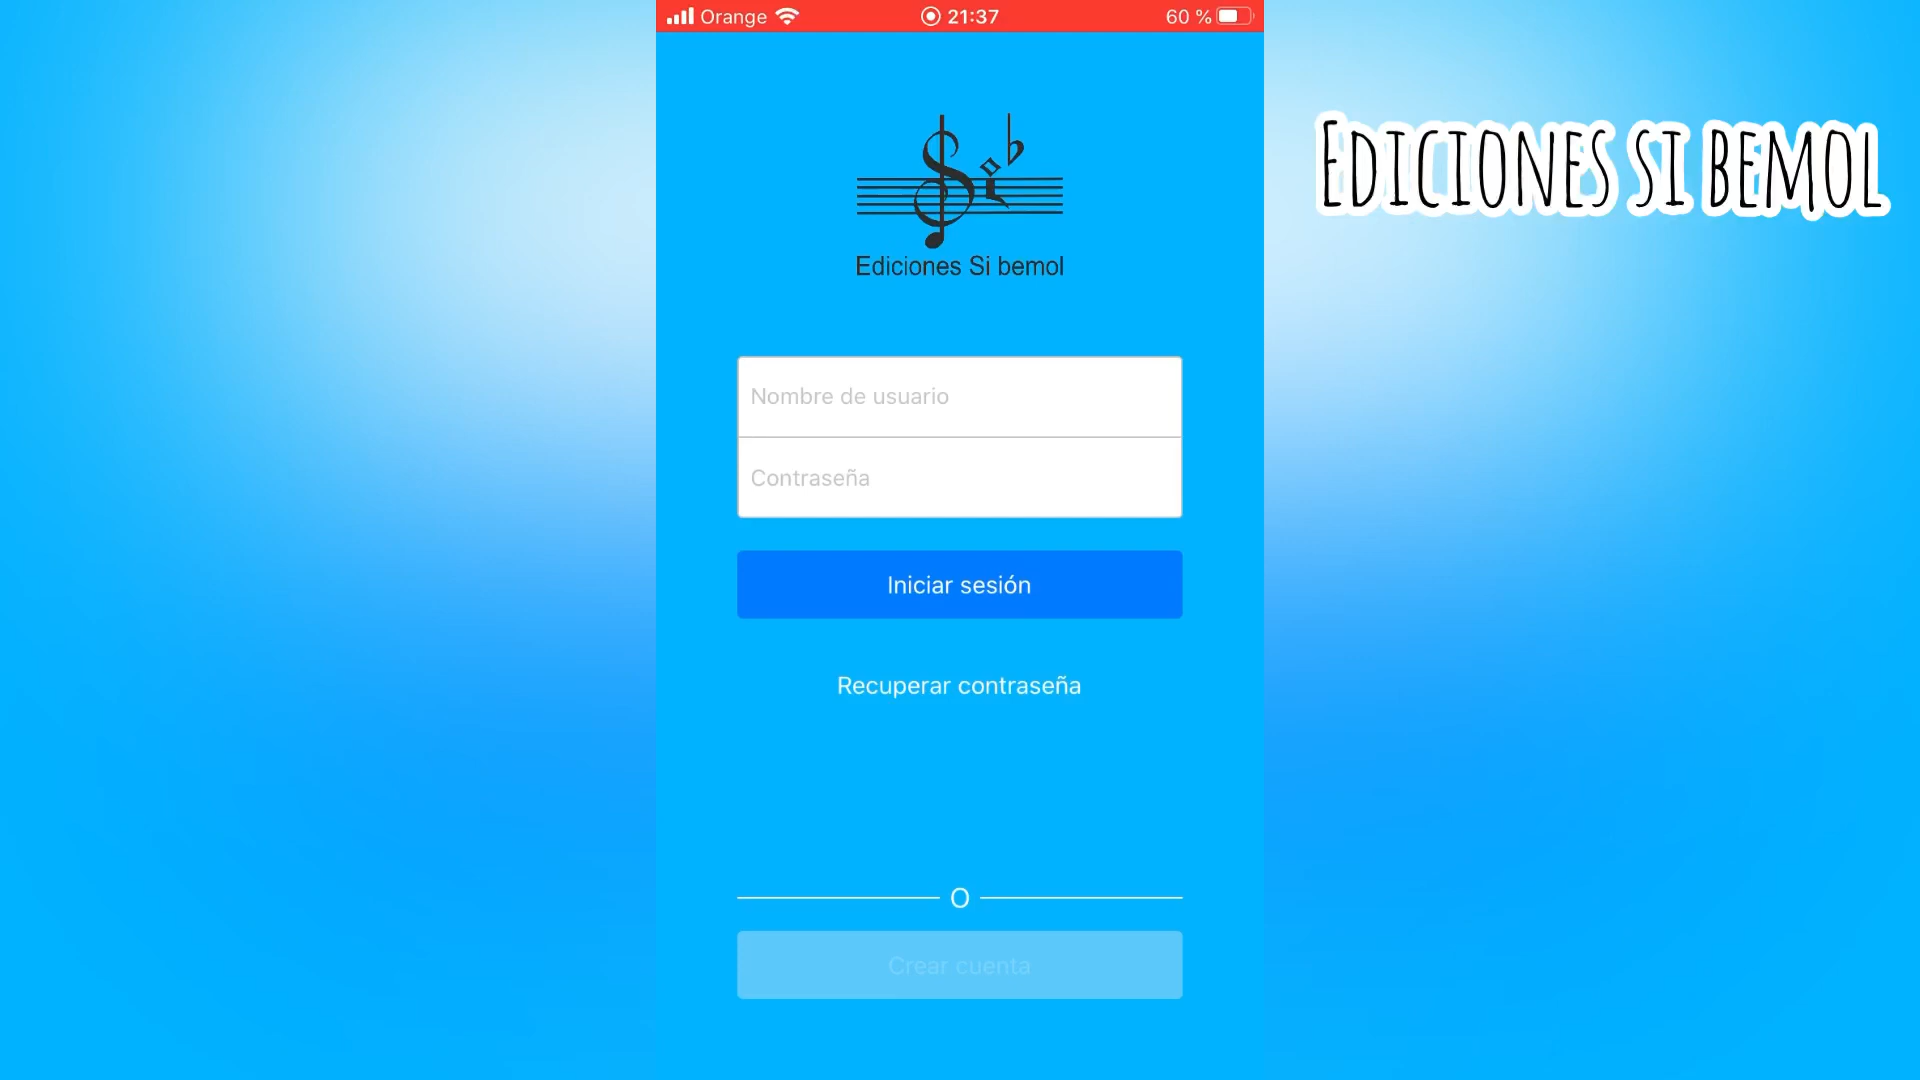 Orange 21:37 60 %
EDICIONES SI BEMOL
Ediciones Si bemol
Nombre de usuario
Contraseña
Iniciar sesión
Recuperar contraseña
O
Crear cuenta